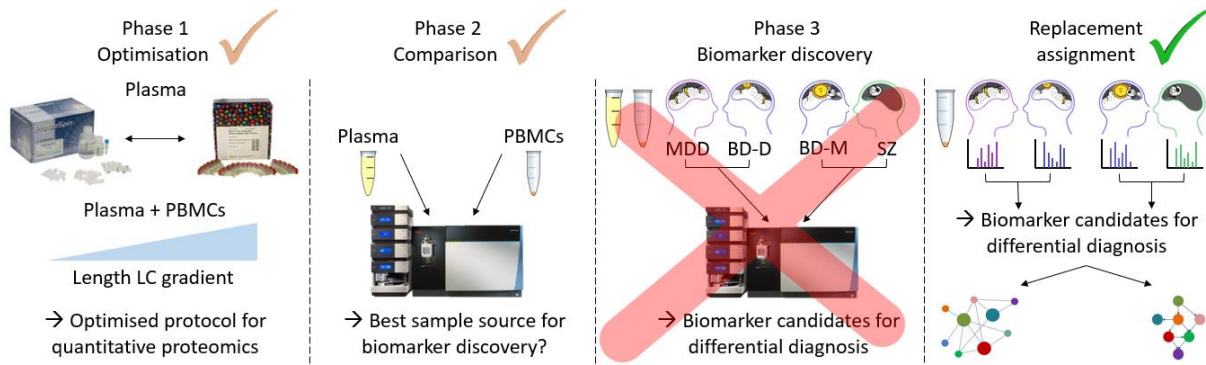 Phase 1
Optimisation
Plasma
ProteoSpin
Plasma + PBMCs
Length LC gradient
→ Optimised protocol for
quantitative proteomics
Phase 2
Comparison
Plasma
PBMCs
→ Best sample source for
biomarker discovery?
Phase 3
Biomarker discovery
MDD
BD-D
BD-M
SZ
→ Biomarker candidates for
differential diagnosis
Replacement
assignment
→ Biomarker candidates for
differential diagnosis